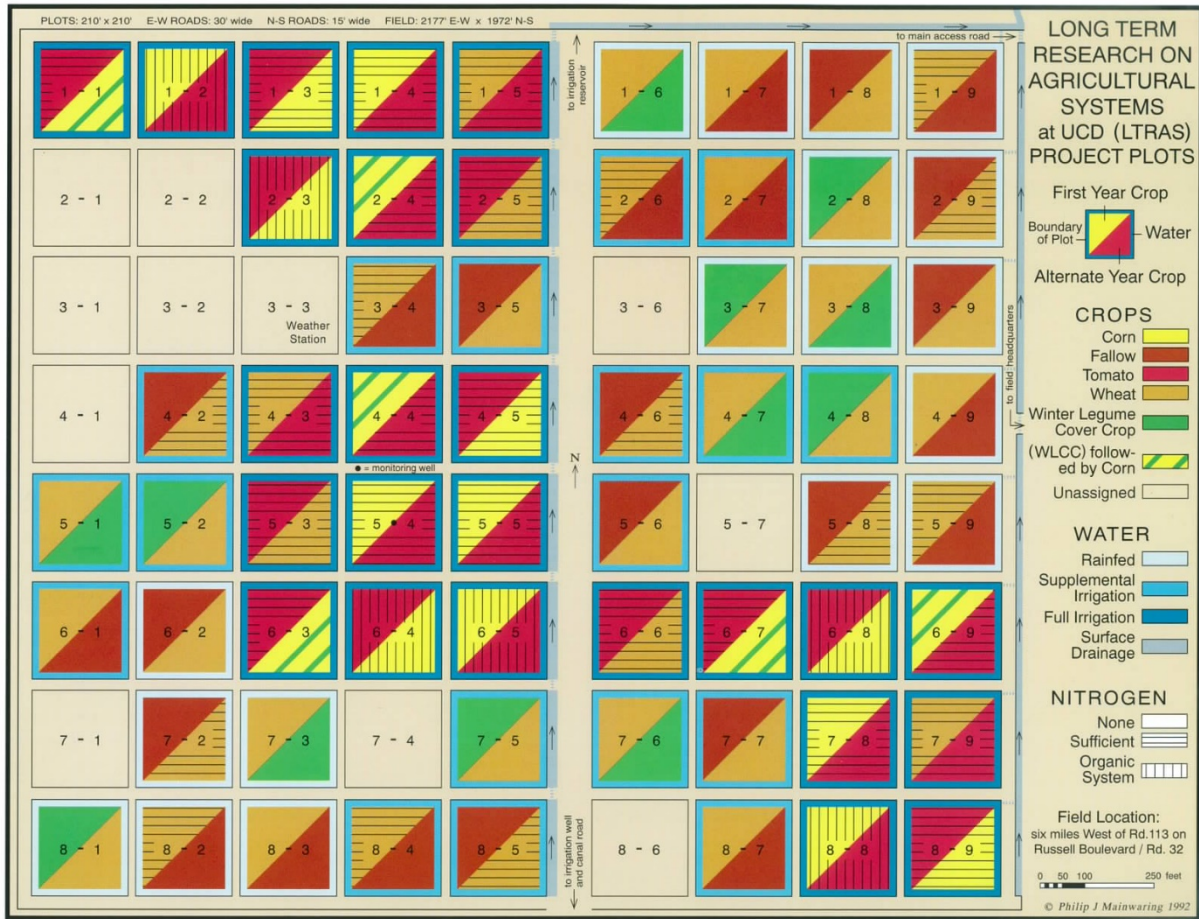 PLOTS: 210' x 210' E-W ROADS: 30' wide N-S ROADS: 15' wide FIELD: 2177' E-W x 1972' N-S
to main access road
to irrigation
reservoir
1 - 1 1 - 2 1 - 3 1 - 4 1 - 5 1 - 6 1 - 7 1 - 8 1 - 9
2 - 1 2 - 2 2 - 3 2 - 4 2 - 5 2 - 6 2 - 7 2 - 8 2 - 9
3 - 1 3 - 2 3 - 3 3 - 4 3 - 5 3 - 6 3 - 7 3 - 8 3 - 9
Weather
Station
to field headquarters
4 - 1 4 - 2 4 - 3 4 - 4 4 - 5 4 - 6 4 - 7 4 - 8 4 - 9
● = monitoring well
N
5 - 1 5 - 2 5 - 3 5 ● 4 5 - 5 5 - 6 5 - 7 5 - 8 5 - 9
6 - 1 6 - 2 6 - 3 6 - 4 6 - 5 6 - 6 6 - 7 6 - 8 6 - 9
7 - 1 7 - 2 7 - 3 7 - 4 7 - 5 7 - 6 7 - 7 7 - 8 7 - 9
8 - 1 8 - 2 8 - 3 8 - 4 8 - 5 8 - 6 8 - 7 8 - 8 8 - 9
to irrigation well
and canal road
LONG TERM
RESEARCH ON
AGRICULTURAL
SYSTEMS
at UCD (LTRAS)
PROJECT PLOTS
First Year Crop
Boundary
of Plot
Water
Alternate Year Crop
CROPS
Corn
Fallow
Tomato
Wheat
Winter Legume
Cover Crop
(WLCC) follow-
ed by Corn
Unassigned
WATER
Rainfed
Supplemental
Irrigation
Full Irrigation
Surface
Drainage
NITROGEN
None
Sufficient
Organic
System
Field Location:
six miles West of Rd.113 on
Russell Boulevard / Rd. 32
0 50 100 250 feet
© Philip J Mainwaring 1992